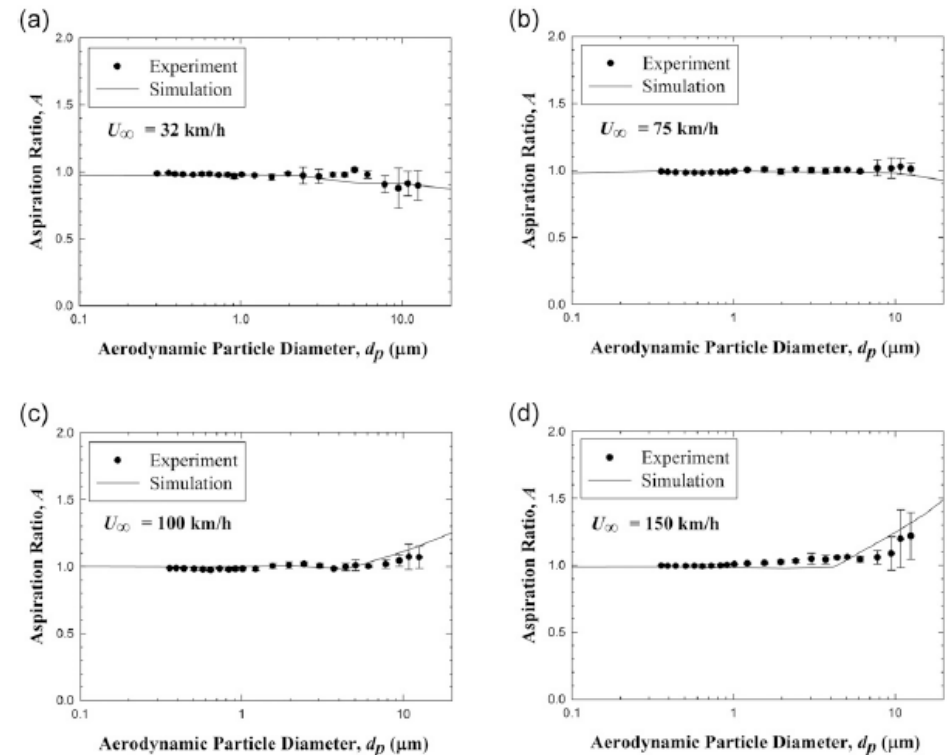 (a)
2.0
1.5
1.0
0.5
0.0
Aspiration Ratio, A
Experiment
Simulation
U∞ = 32 km/h
0.1 1.0 10.0
Aerodynamic Particle Diameter, dp (μm)
(b)
2.0
1.5
1.0
0.5
0.0
Aspiration Ratio, A
Experiment
Simulation
U∞ = 75 km/h
0.1 1 10
Aerodynamic Particle Diameter, dp (μm)
(c)
2.0
1.5
1.0
0.5
0.0
Aspiration Ratio, A
Experiment
Simulation
U∞ = 100 km/h
0.1 1 10
Aerodynamic Particle Diameter, dp (μm)
(d)
2.0
1.5
1.0
0.5
0.0
Aspiration Ratio, A
Experiment
Simulation
U∞ = 150 km/h
0.1 1 10
Aerodynamic Particle Diameter, dp (μm)